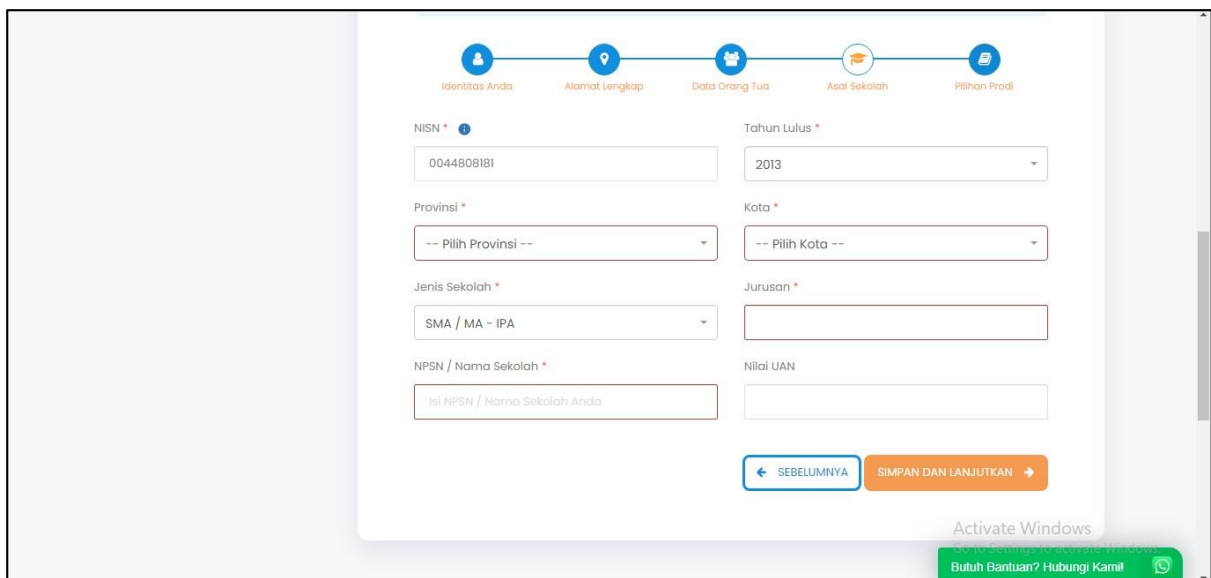 Identitas Anda Alamat Lengkap Data Orang Tua Asal Sekolah Pilihan Prodi
NISN * Tahun Lulus *
0044808181 2013
Provinsi * Kota *
-- Pilih Provinsi -- -- Pilih Kota --
Jenis Sekolah * Jurusan *
SMA / MA - IPA
NPSN / Nama Sekolah * Nilai UAN
Isi NPSN / Nama Sekolah Anda
SEBELUMNYA SIMPAN DAN LANJUTKAN
Activate Windows
Go to Settings to activate Windows.
Butuh Bantuan? Hubungi Kami!